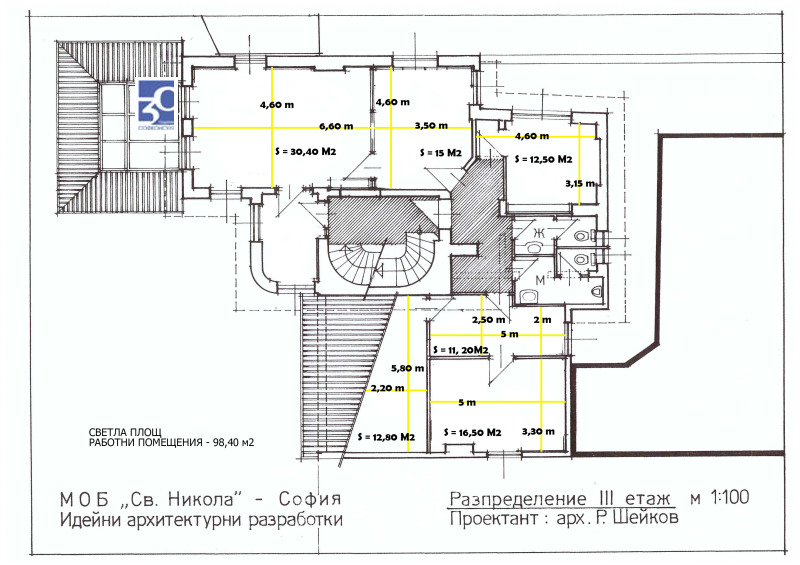 30
СОФКОНСУЛТ
4,60 m
6,60 m
S = 30,40 M2
4,60 m
3,50 m
S = 15 M2
4,60 m
S = 12,50 M2
3,15 m
Ж
М
2,50 m
2 m
5 m
S = 11, 20M2
5,80 m
2,20 m
S = 12,80 M2
5 m
S = 16,50 M2
3,30 m
СВЕТЛА ПЛОЩ
РАБОТНИ ПОМЕЩЕНИЯ - 98,40 м2
МОБ „Св. Никола" - София
Идейни архитектурни разработки
Разпределение III етаж м 1:100
Проектант : арх. Р. Шейков